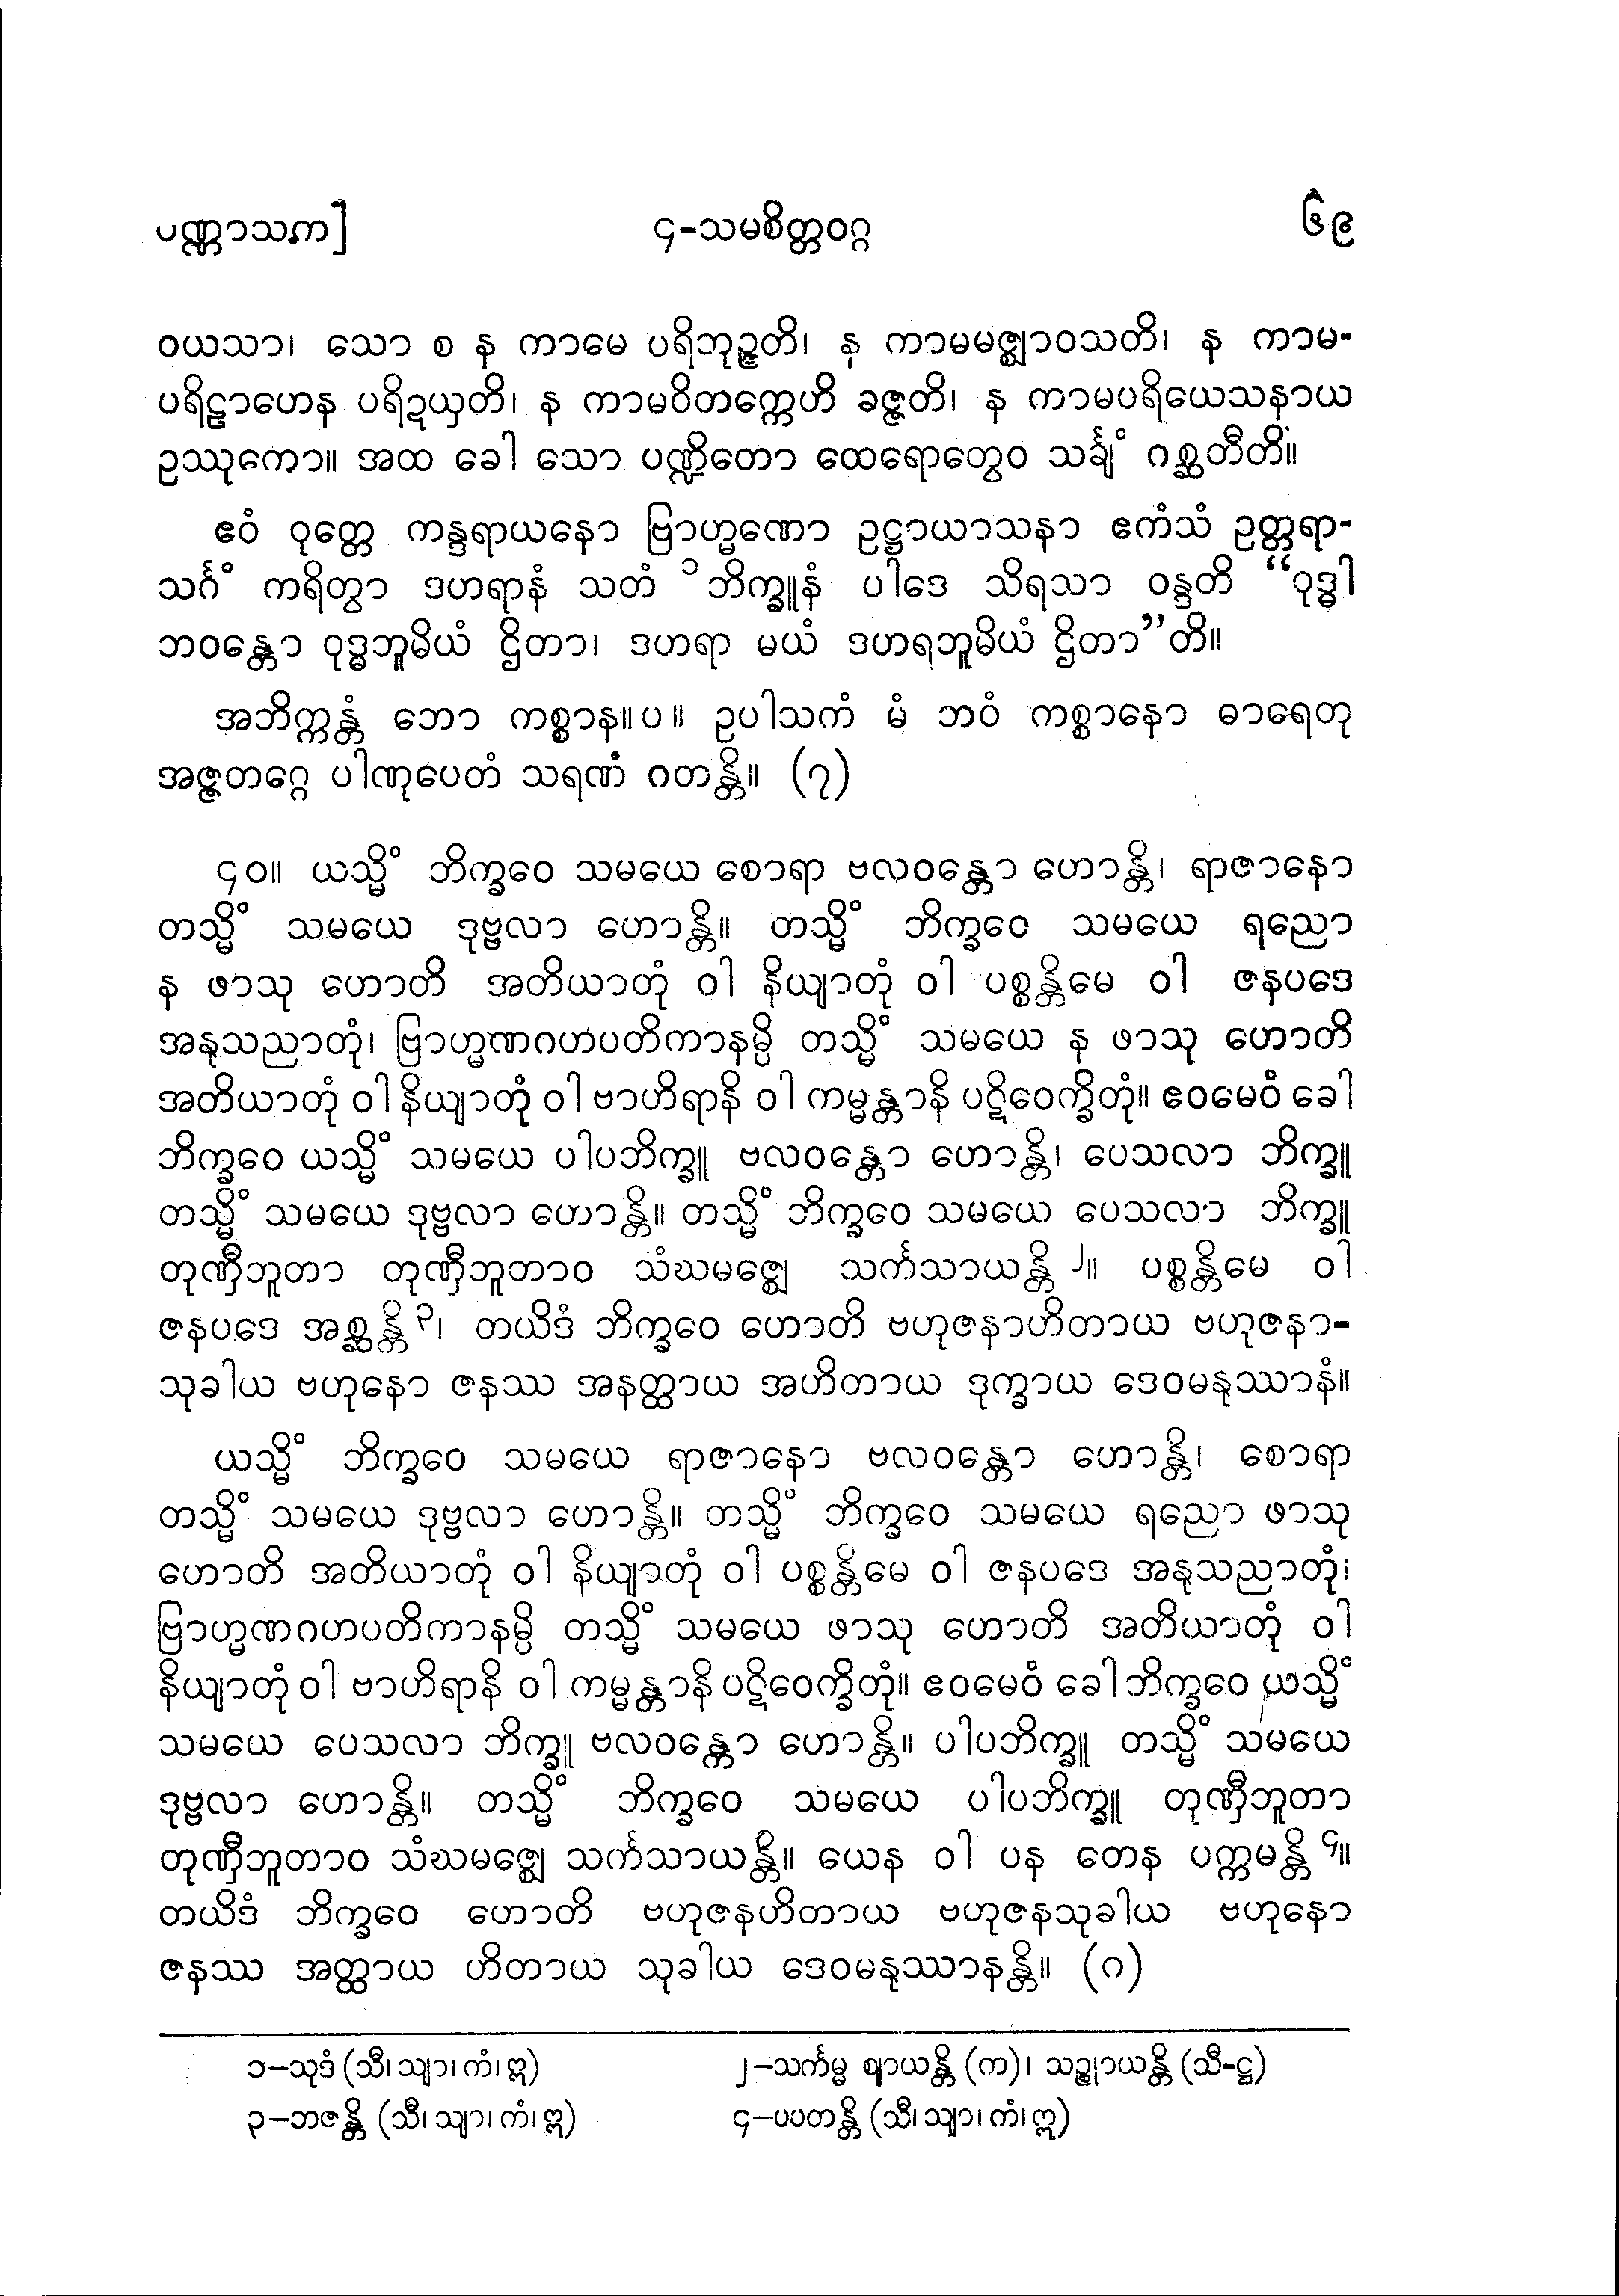 ပဏ္ဏာသက]
၄-သမစိတ္တဝဂ္ဂ
၆၉
ဝယသာ၊ သော စ န ကာမေ ပရိဘုဉ္ဇတိ၊ န ကာမမဇ္ဈာဝသတိ၊ န ကာမ-
ပရိဠာဟေန ပရိဍယှတိ၊ န ကာမဝိတက္ကေဟိ ခဇ္ဇတိ၊ န ကာမပရိယေသနာယ
ဥဿုကော။ အထ ခေါ သော ပဏ္ဍိတော ထေရောတွေဝ သင်္ချံ ဂစ္ဆတီတိ။
ဧဝံ ဝုတ္တေ ကန္ဒရာယနော ဗြာဟ္မဏော ဥဋ္ဌာယာသနာ ဧကံသံ ဥတ္တရာ-
သင်္ဂံ ကရိတွာ ဒဟရာနံ သတံ ၁ဘိက္ခူနံ ပါဒေ သိရသာ ဝန္ဒတိ “ဝုဒ္ဓါ
ဘဝန္တော ဝုဒ္ဓဘူမိယံ ဌိတာ၊ ဒဟရာ မယံ ဒဟရဘူမိယံ ဌိတာ”တိ။
အဘိက္ကန္တံ ဘော ကစ္စာန။ပ။ ဥပါသကံ မံ ဘဝံ ကစ္စာနော ဓာရေတု
အဇ္ဇတဂ္ဂေ ပါဏုပေတံ သရဏံ ဂတန္တိ။ (၇)
၄ဝ။ ယသ္မိံ ဘိက္ခဝေ သမယေ စောရာ ဗလဝန္တော ဟောန္တိ၊ ရာဇာနော
တသ္မိံ သမယေ ဒုဗ္ဗလာ ဟောန္တိ။ တသ္မိံ ဘိက္ခဝေ သမယေ ရညော
န ဖာသု ဟောတိ အတိယာတုံ ဝါ နိယျာတုံ ဝါ ပစ္စန္တိမေ ဝါ ဇနပဒေ
အနုသညာတုံ၊ ဗြာဟ္မဏဂဟပတိကာနမ္ပိ တသ္မိံ သမယေ န ဖာသု ဟောတိ
အတိယာတုံ ဝါ နိယျာတုံ ဝါ ဗာဟိရာနိ ဝါ ကမ္မန္တာနိ ပဋိဝေက္ခိတုံ။ ဧဝမေဝံ ခေါ
ဘိက္ခဝေ ယသ္မိံ သမယေ ပါပဘိက္ခူ ဗလဝန္တော ဟောန္တိ၊ ပေသလာ ဘိက္ခူ
တသ္မိံ သမယေ ဒုဗ္ဗလာ ဟောန္တိ။ တသ္မိံ ဘိက္ခဝေ သမယေ ပေသလာ ဘိက္ခူ
တုဏှီဘူတာ တုဏှီဘူတာဝ သံဃမဇ္ဈေ သင်္ကသာယန္တိ ၂။ ပစ္စန္တိမေ ဝါ
ဇနပဒေ အစ္ဆန္တိ ၃၊ တယိဒံ ဘိက္ခဝေ ဟောတိ ဗဟုဇနာဟိတာယ ဗဟုဇနာ-
သုခါယ ဗဟုနော ဇနဿ အနတ္ထာယ အဟိတာယ ဒုက္ခာယ ဒေဝမနုဿာနံ။
ယသ္မိံ ဘိက္ခဝေ သမယေ ရာဇာနော ဗလဝန္တော ဟောန္တိ၊ စောရာ
တသ္မိံ သမယေ ဒုဗ္ဗလာ ဟောန္တိ။ တသ္မိံ ဘိက္ခဝေ သမယေ ရညော ဖာသု
ဟောတိ အတိယာတုံ ဝါ နိယျာတုံ ဝါ ပစ္စန္တိမေ ဝါ ဇနပဒေ အနုသညာတုံ၊
ဗြာဟ္မဏဂဟပတိကာနမ္ပိ တသ္မိံ သမယေ ဖာသု ဟောတိ အတိယာတုံ ဝါ
နိယျာတုံ ဝါ ဗာဟိရာနိ ဝါ ကမ္မန္တာနိ ပဋိဝေက္ခိတုံ။ ဧဝမေဝံ ခေါ ဘိက္ခဝေ ယသ္မိံ
သမယေ ပေသလာ ဘိက္ခူ ဗလဝန္တော ဟောန္တိ။ ပါပဘိက္ခူ တသ္မိံ သမယေ
ဒုဗ္ဗလာ ဟောန္တိ။ တသ္မိံ ဘိက္ခဝေ သမယေ ပါပဘိက္ခူ တုဏှီဘူတာ
တုဏှီဘူတာဝ သံဃမဇ္ဈေ သင်္ကသာယန္တိ။ ယေန ဝါ ပန တေန ပက္ကမန္တိ ၄။
တယိဒံ ဘိက္ခဝေ ဟောတိ ဗဟုဇနဟိတာယ ဗဟုဇနသုခါယ ဗဟုနော
ဇနဿ အတ္ထာယ ဟိတာယ သုခါယ ဒေဝမနုဿာနန္တိ။ (၈)
၁−သုဒံ (သီ၊ သျာ၊ ကံ၊ ဣ)
၂−သင်္ကမ္မ ဈာယန္တိ (က)၊ သဉ္ဇုာယန္တိ (သီ-ဋ္ဌ)
၃−ဘဇန္တိ (သီ၊ သျာ၊ ကံ၊ ဣ)
၄−ပပတန္တိ (သီ၊ သျာ၊ ကံ၊ ဣ)